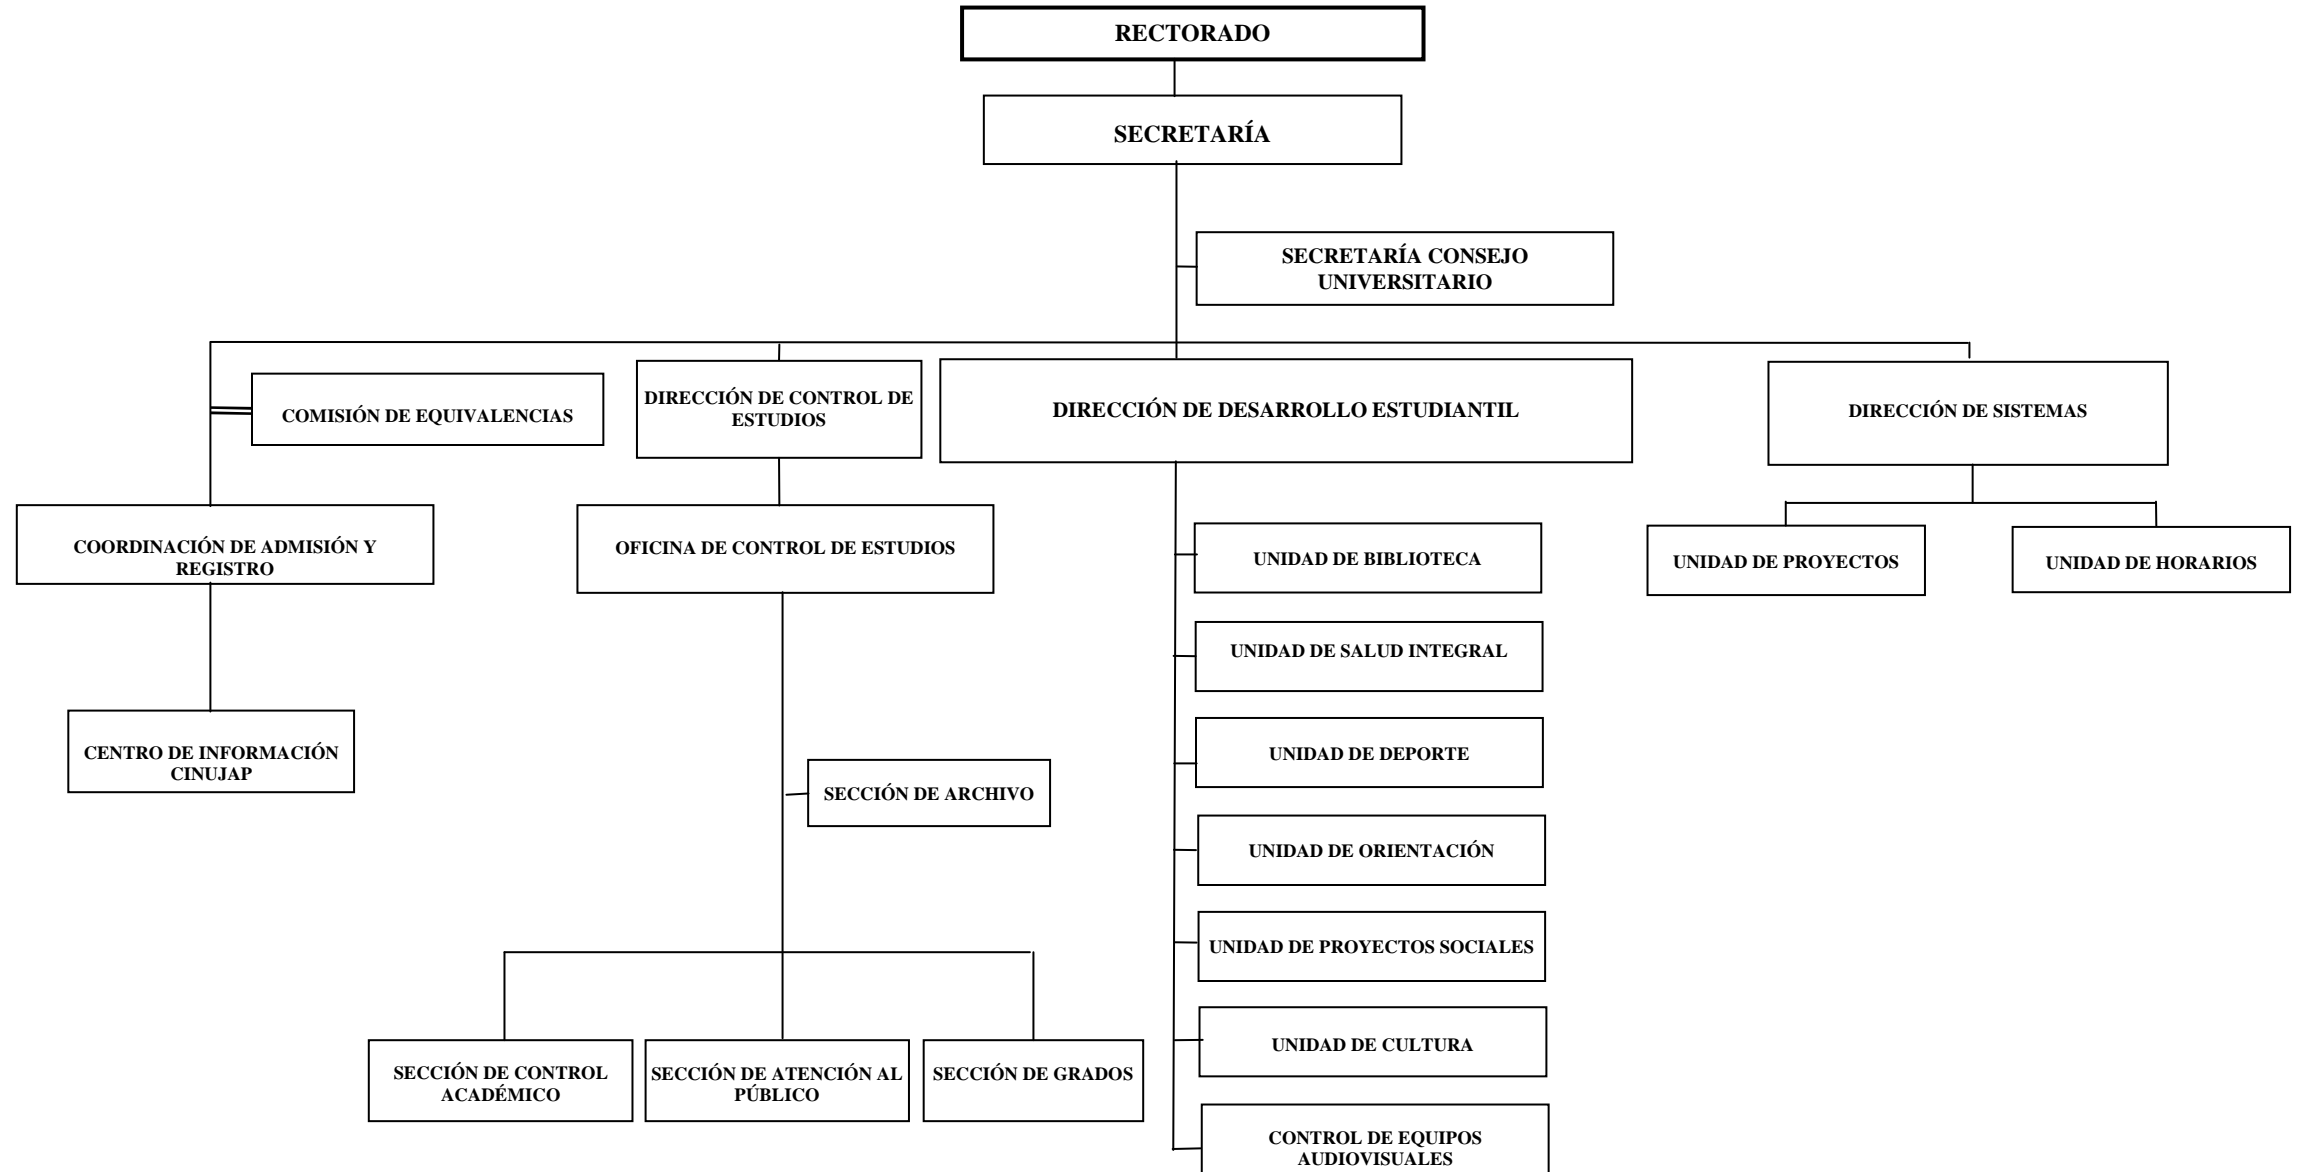 RECTORADO
SECRETARÍA
SECRETARÍA CONSEJO
UNIVERSITARIO
COMISIÓN DE EQUIVALENCIAS
DIRECCIÓN DE CONTROL DE
ESTUDIOS
DIRECCIÓN DE DESARROLLO ESTUDIANTIL
DIRECCIÓN DE SISTEMAS
COORDINACIÓN DE ADMISIÓN Y
REGISTRO
OFICINA DE CONTROL DE ESTUDIOS
UNIDAD DE BIBLIOTECA
UNIDAD DE PROYECTOS
UNIDAD DE HORARIOS
UNIDAD DE SALUD INTEGRAL
CENTRO DE INFORMACIÓN
CINUJAP
UNIDAD DE DEPORTE
SECCIÓN DE ARCHIVO
UNIDAD DE ORIENTACIÓN
UNIDAD DE PROYECTOS SOCIALES
UNIDAD DE CULTURA
SECCIÓN DE CONTROL
ACADÉMICO
SECCIÓN DE ATENCIÓN AL
PÚBLICO
SECCIÓN DE GRADOS
CONTROL DE EQUIPOS
AUDIOVISUALES